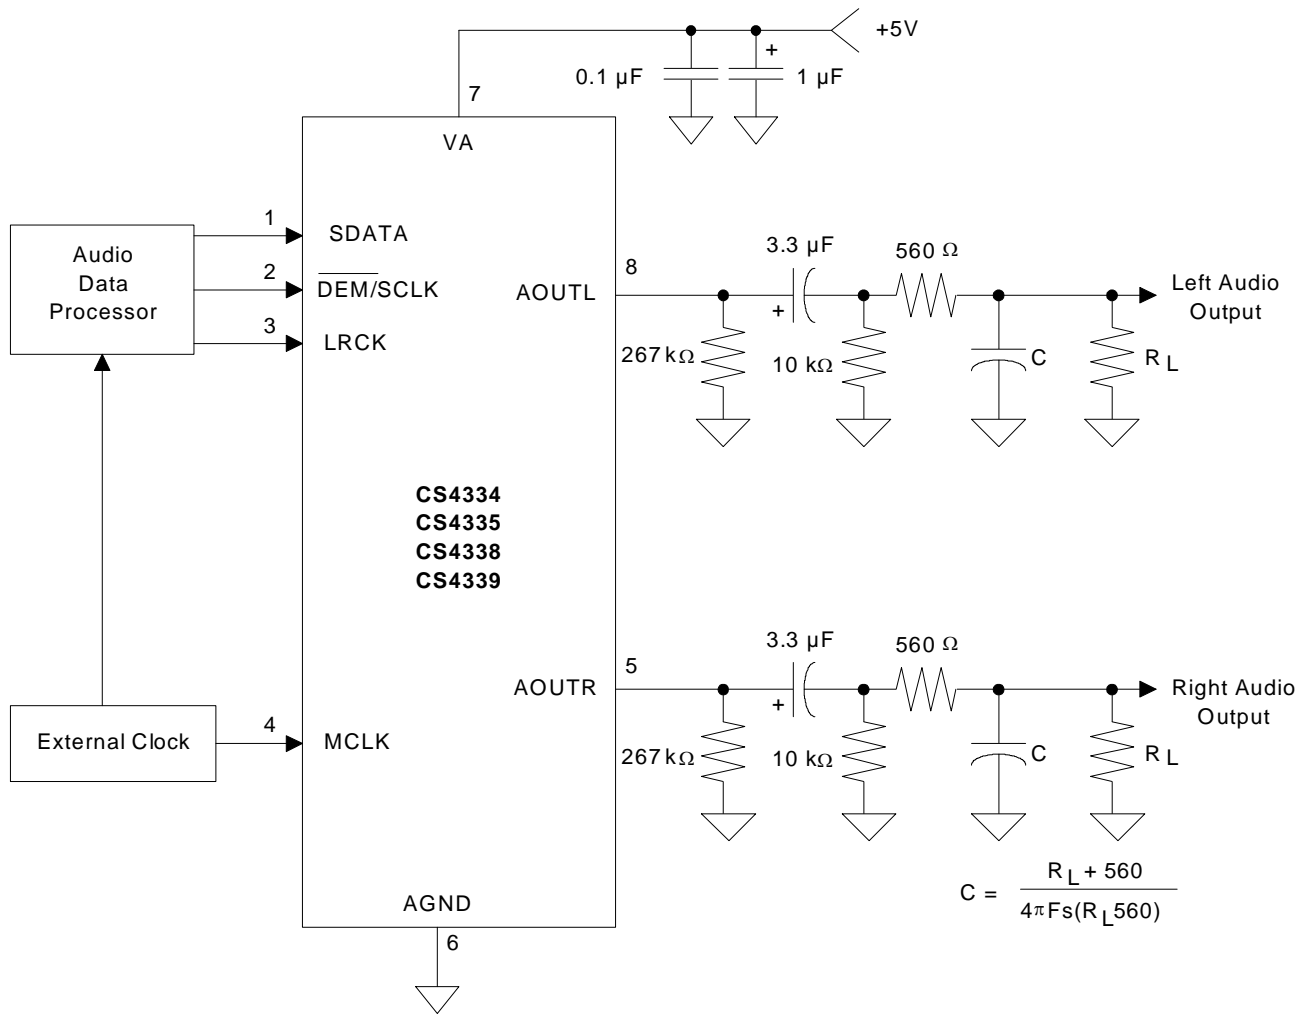 +5V
+
0.1 µF
1 µF
7
VA
1
SDATA
Audio
Data
Processor
2
DEM/SCLK
3
LRCK
3.3 µF
560 Ω
8
AOUTL
+
Left Audio
Output
267 kΩ
10 kΩ
C
R L
CS4334
CS4335
CS4338
CS4339
3.3 µF
560 Ω
5
AOUTR
+
Right Audio
Output
4
External Clock
MCLK
267 kΩ
10 kΩ
C
R L
C = R L + 560
4πFs(R L 560)
AGND
6